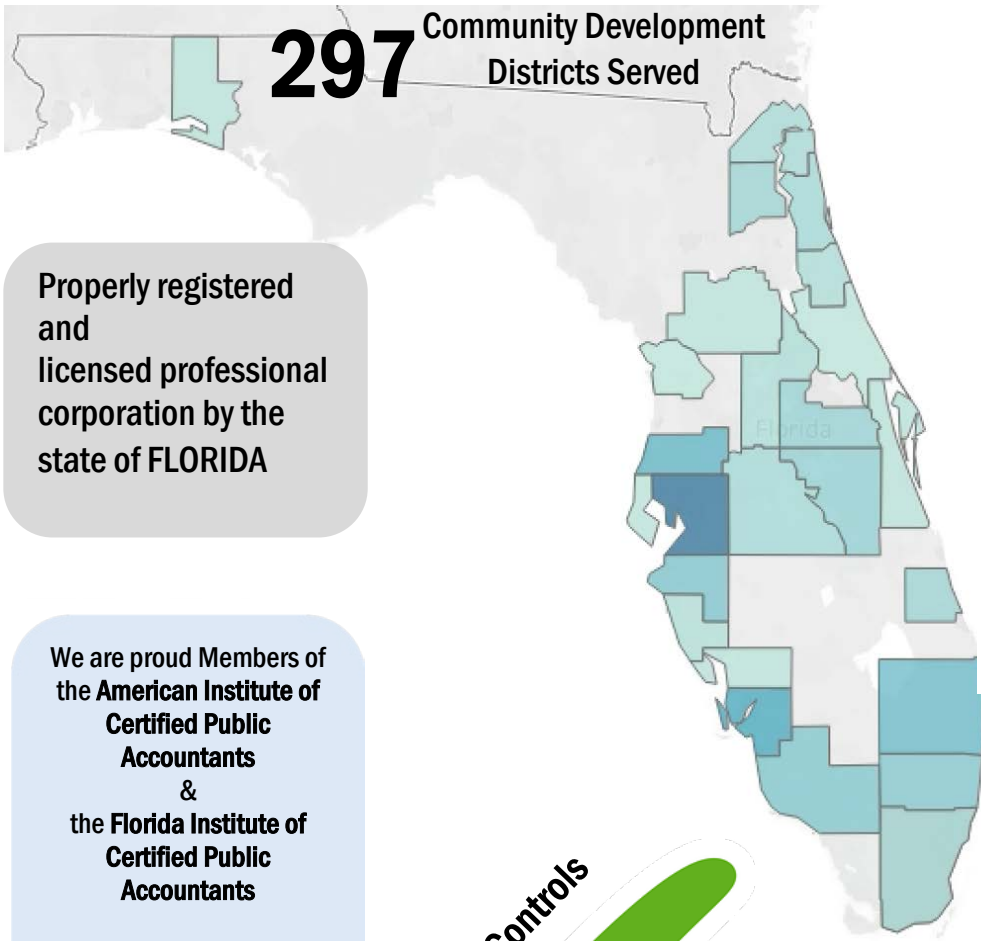 297
Community Development
Districts Served
Properly registered
and
licensed professional
corporation by the
state of FLORIDA
Florida
We are proud Members of
the American Institute of
Certified Public
Accountants
&
the Florida Institute of
Certified Public
Accountants
Controls